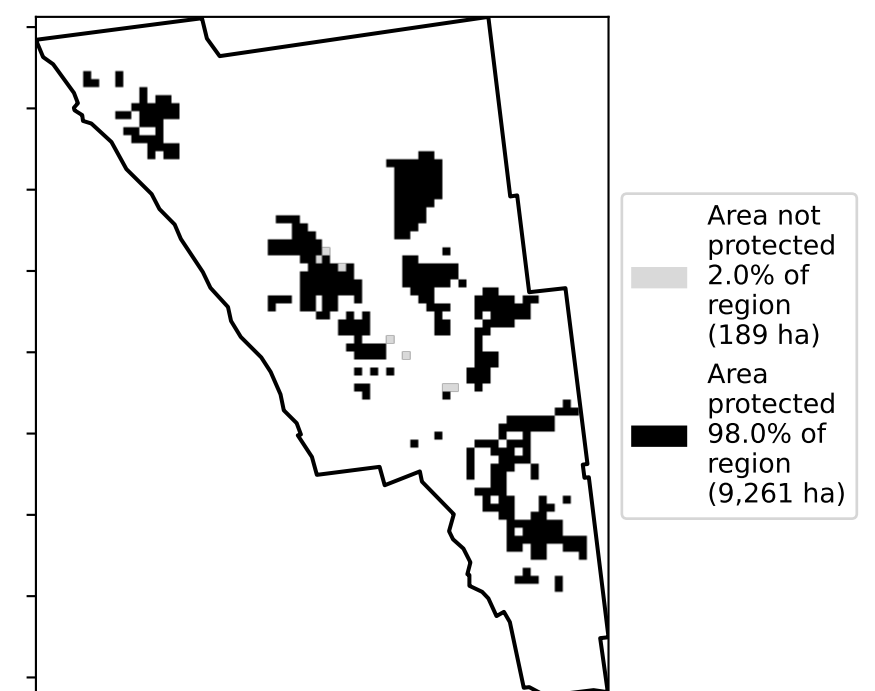 Area not
protected
2.0% of
region
(189 ha)
Area
protected
98.0% of
region
(9,261 ha)